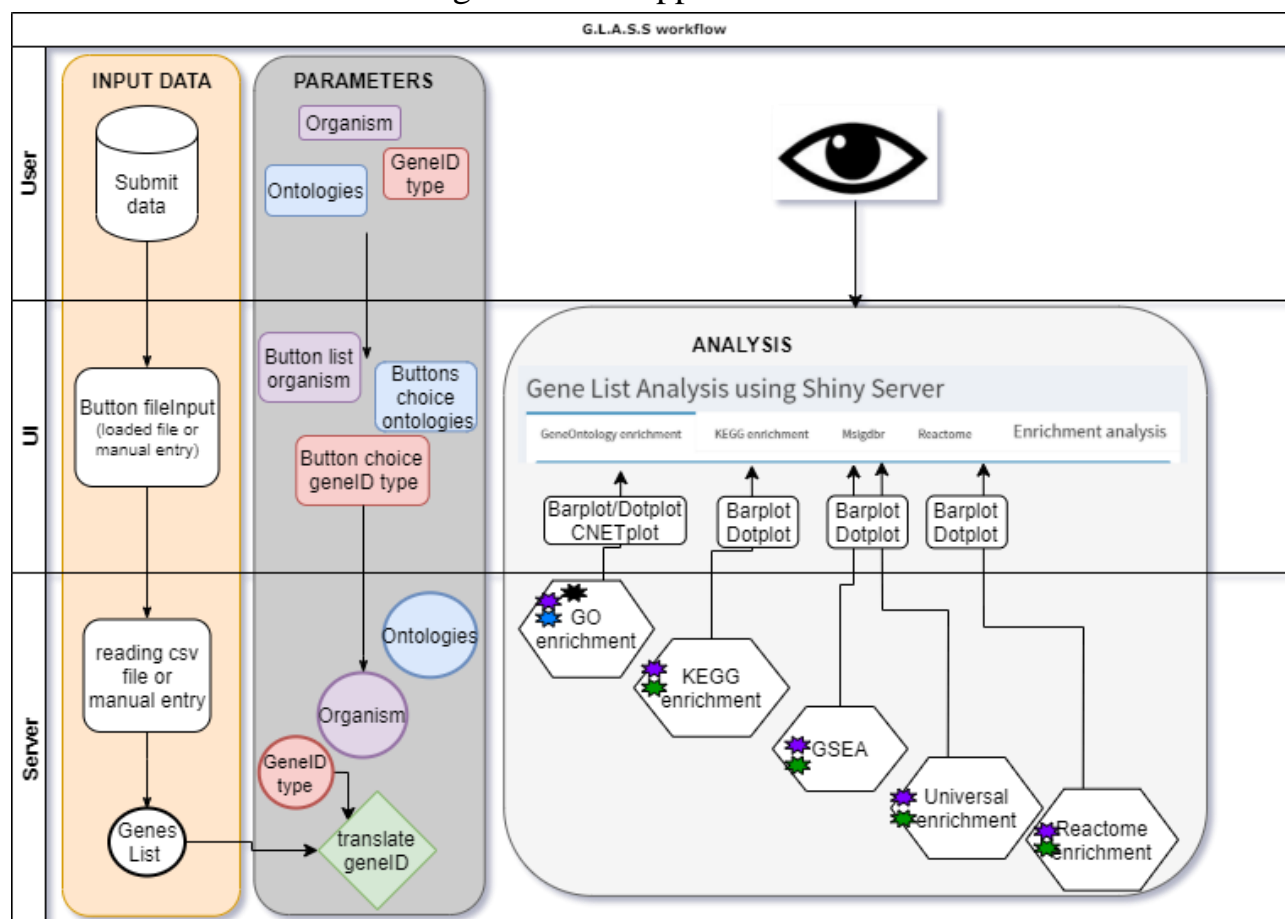 G.L.A.S.S workflow
User
INPUT DATA
Submit
data
PARAMETERS
Organism
GeneID
type
Ontologies
UI
Button fileInput
(loaded file or
manual entry)
Button list
organism
Buttons
choice
ontologies
Button choice
geneID type
ANALYSIS
Gene List Analysis using Shiny Server
GeneOntology enrichment
KEGG enrichment
Msigdbr
Reactome
Enrichment analysis
Barplot/Dotplot
CNETplot
Barplot
Dotplot
Barplot
Dotplot
Barplot
Dotplot
Server
reading csv
file or
manual entry
Genes
List
Ontologies
Organism
GeneID
type
translate
geneID
GO
enrichment
KEGG
enrichment
GSEA
Universal
enrichment
Reactome
enrichment